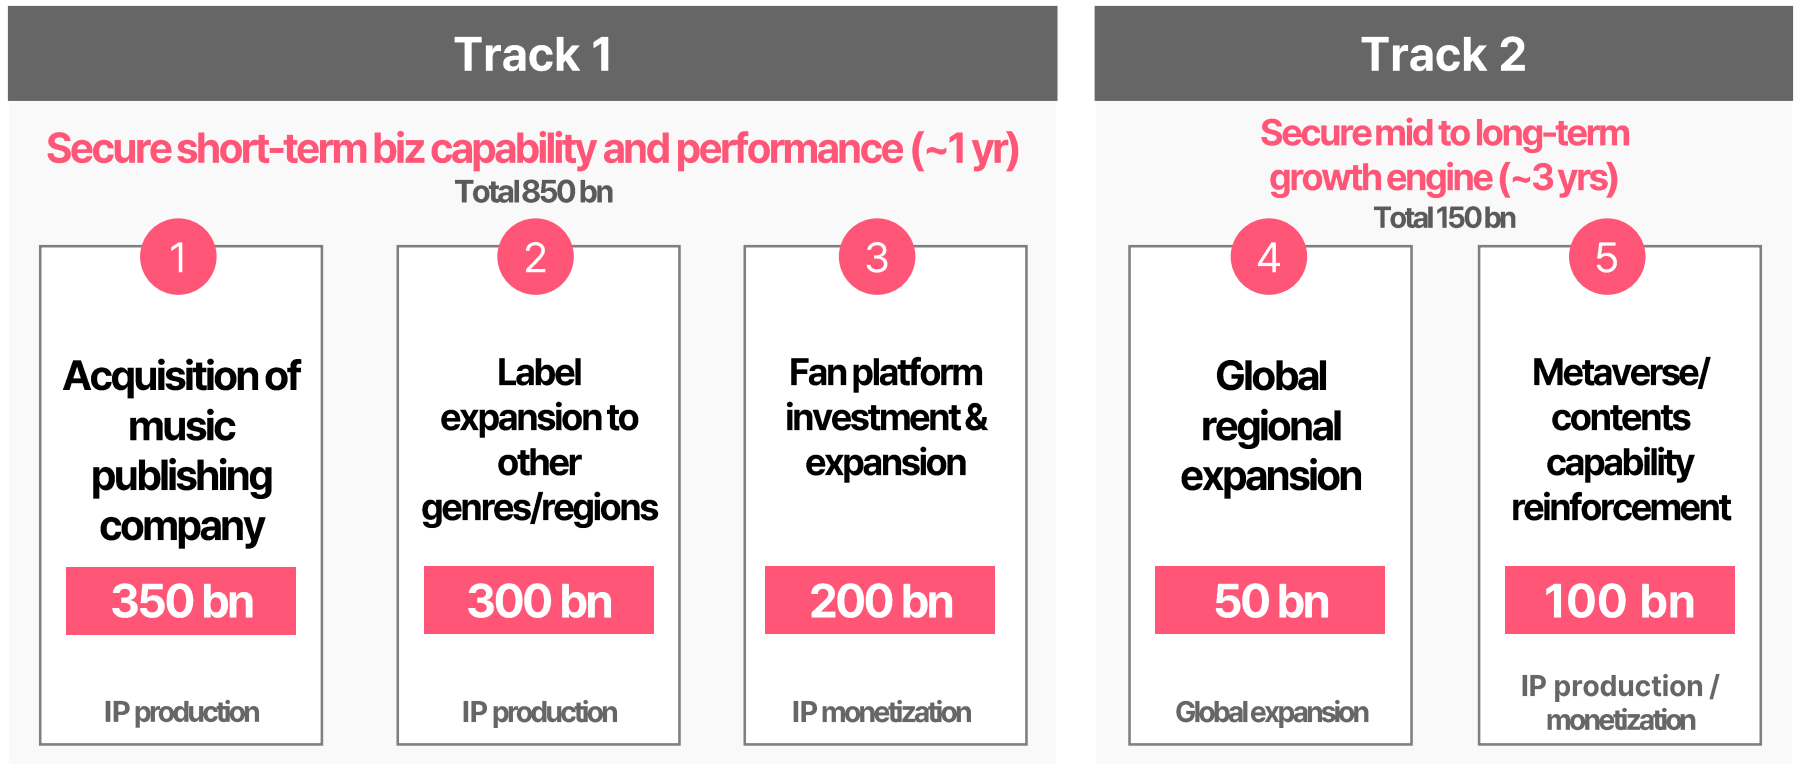 Track 1
Secure short-term biz capability and performance (~1 yr)
Total 850 bn
1
Acquisition of
music
publishing
company
350 bn
IP production
2
Label
expansion to
other
genres/regions
300 bn
IP production
3
Fan platform
investment &
expansion
200 bn
IP monetization
Track 2
Secure mid to long-term
growth engine (~3 yrs)
Total 150 bn
4
Global
regional
expansion
50 bn
Global expansion
5
Metaverse/
contents
capability
reinforcement
100 bn
IP production /
monetization